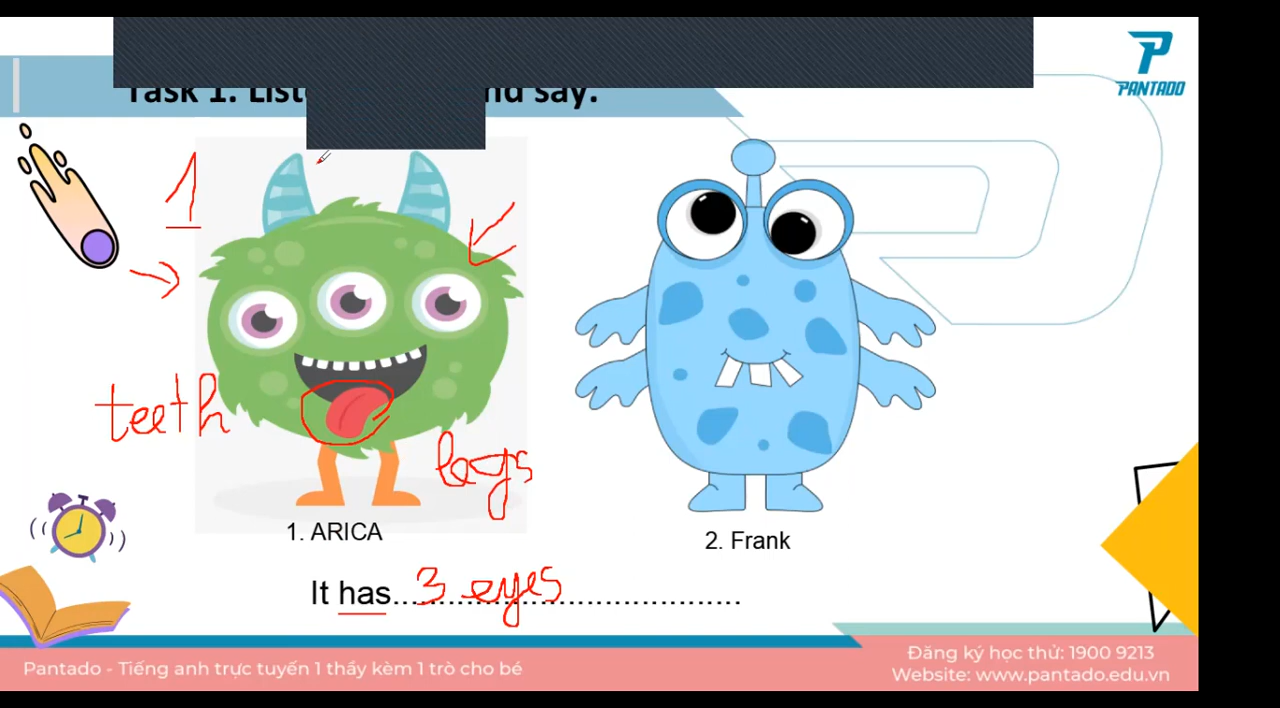 PANTADO
Task 1. List nd say.
1
teeth
legs
1. ARICA
2. Frank
It has..3 eyes.................
Pantado - Tiếng anh trực tuyến 1 thầy kèm 1 trò cho bé
Đăng ký học thử: 1900 9213
Website: www.pantado.edu.vn